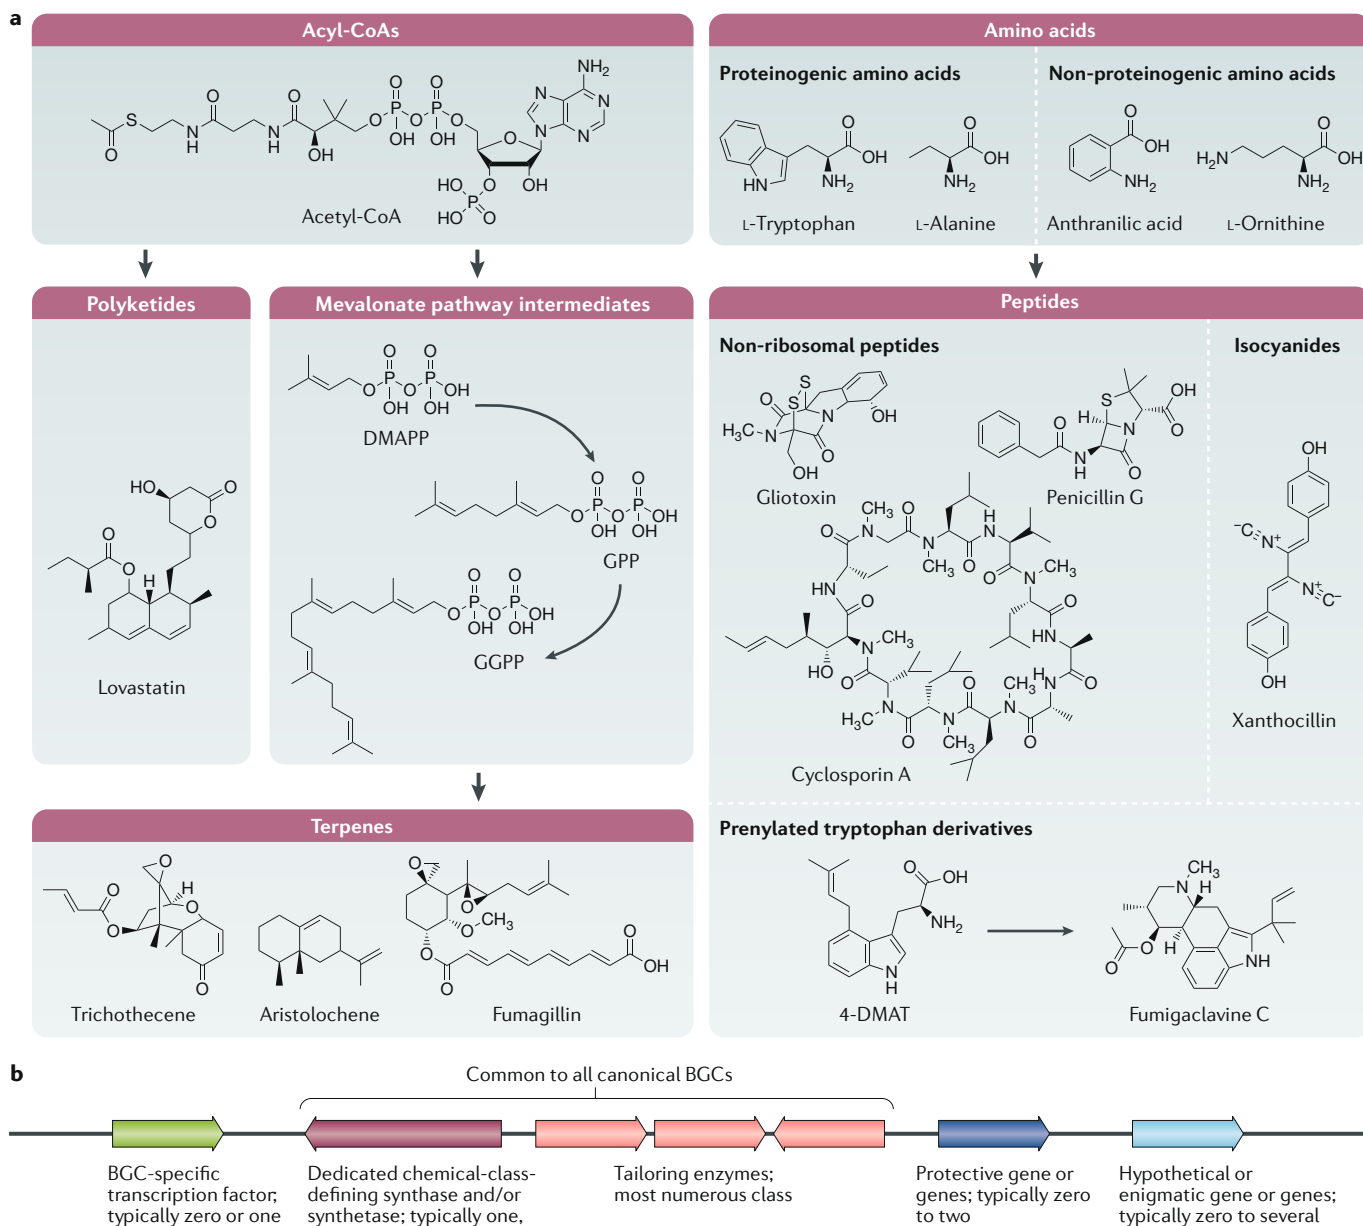 a
Acyl-CoAs
Acetyl-CoA
Amino acids
Proteinogenic amino acids
Non-proteinogenic amino acids
L-Tryptophan
L-Alanine
Anthranilic acid
L-Ornithine
Polyketides
Lovastatin
Mevalonate pathway intermediates
DMAPP
GPP
GGPP
Peptides
Non-ribosomal peptides
Isocyanides
Gliotoxin
Penicillin G
Cyclosporin A
Xanthocillin
Terpenes
Trichothecene
Aristolochene
Fumagillin
Prenylated tryptophan derivatives
4-DMAT
Fumigaclavine C
b
Common to all canonical BGCs
BGC-specific
transcription factor;
typically zero or one
Dedicated chemical-class-
defining synthase and/or
synthetase; typically one,
Tailoring enzymes;
most numerous class
Protective gene or
genes; typically zero
to two
Hypothetical or
enigmatic gene or genes;
typically zero to several